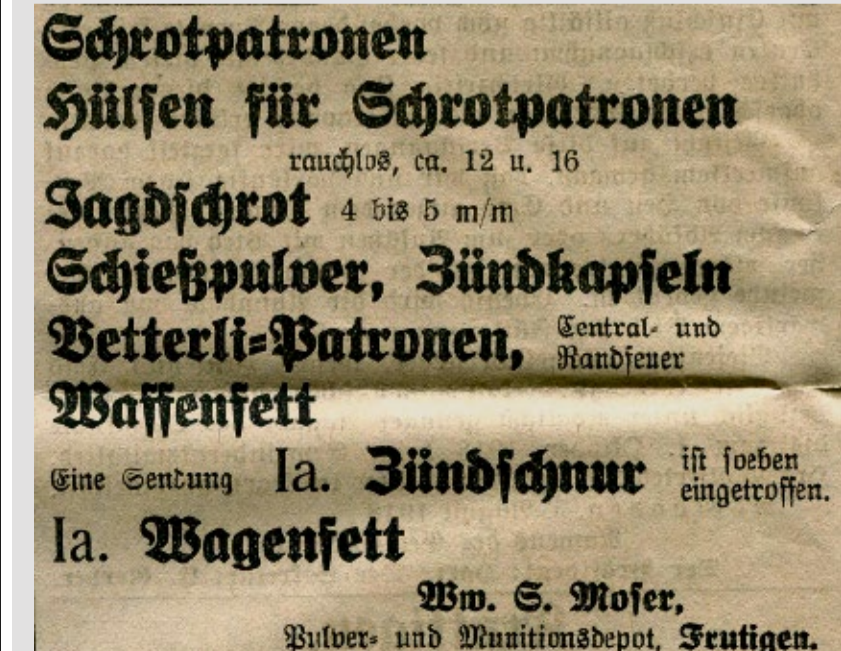 Schrotpatronen
Hülsen für Schrotpatronen
rauchlos, ca. 12 u. 16
Jagdschrot 4 bis 5 m/m
Schießpulver, Zündkapseln
Vetterli-Patronen, Central- und
Randfeuer
Waffenfett
Eine Sendung Ia. Zündschnur ist soeben
eingetroffen.
Ia. Wagenfett
Ww. S. Moser,
Pulver- und Munitionsdepot, Frutigen.